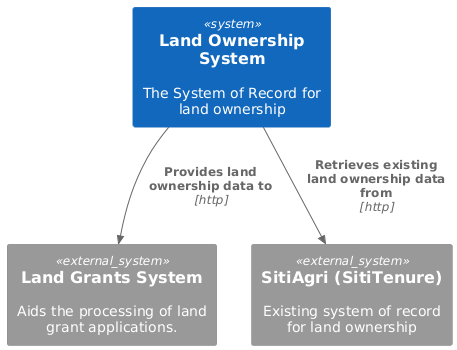 «system»
Land Ownership
System
The System of Record for
land ownership
Provides land
ownership data to
[http]
Retrieves existing
land ownership data
from
[http]
«external_system»
Land Grants System
Aids the processing of land
grant applications.
«external_system»
SitiAgri (SitiTenure)
Existing system of record
for land ownership